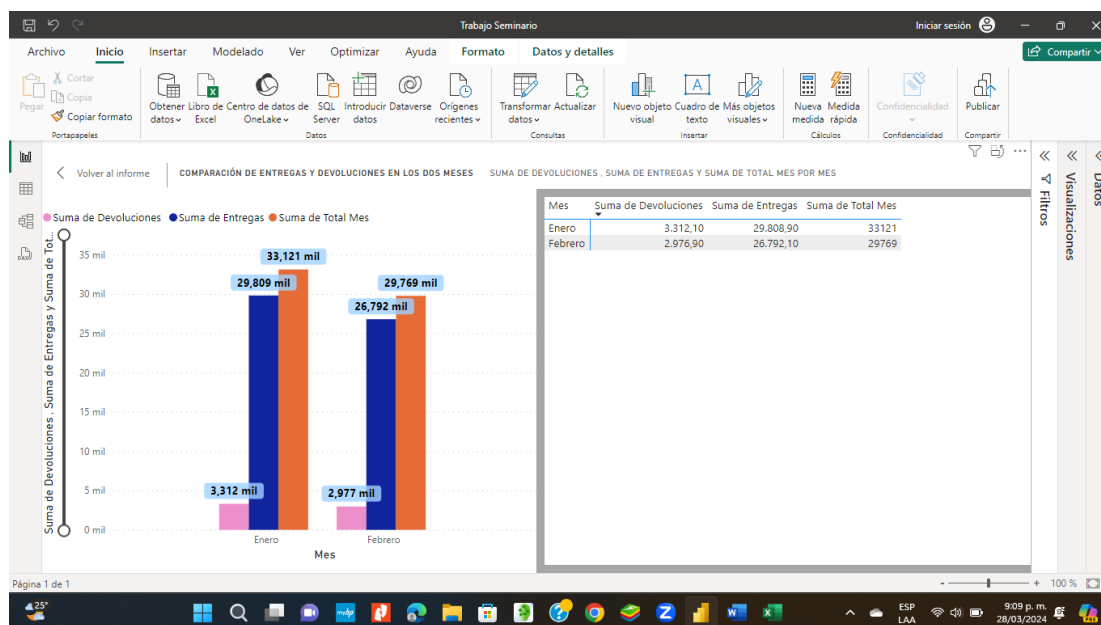 Trabajo Seminario
Iniciar sesión
Archivo Inicio Insertar Modelado Ver Optimizar Ayuda Formato Datos y detalles
Compartir
Pegar
Cortar
Copia
Copiar formato
Portapapeles
Obtener datos
Libro de Excel
Centro de datos de OneLake
SQL Server
Introducir datos
Dataverse
Orígenes recientes
Datos
Transformar datos
Actualizar
Consultas
Nuevo objeto visual
Cuadro de texto
Más objetos visuales
Insertar
Nueva medida
Medida rápida
Cálculos
Confidencialidad
Confidencialidad
Publicar
Compartir
Volver al informe
COMPARACIÓN DE ENTREGAS Y DEVOLUCIONES EN LOS DOS MESES
SUMA DE DEVOLUCIONES , SUMA DE ENTREGAS Y SUMA DE TOTAL MES POR MES
Suma de Devoluciones Suma de Entregas Suma de Total Mes
Suma de Devoluciones , Suma de Entregas y Suma de Tot...
35 mil
30 mil
25 mil
20 mil
15 mil
10 mil
5 mil
0 mil
3,312 mil
29,809 mil
33,121 mil
2,977 mil
26,792 mil
29,769 mil
Enero
Febrero
Mes
Mes Suma de Devoluciones Suma de Entregas Suma de Total Mes
Enero 3.312,10 29.808,90 33121
Febrero 2.976,90 26.792,10 29769
Filtros
Visualizaciones
Datos
Página 1 de 1
- + 100 %
25°
ESP
LAA
9:09 p. m.
28/03/2024